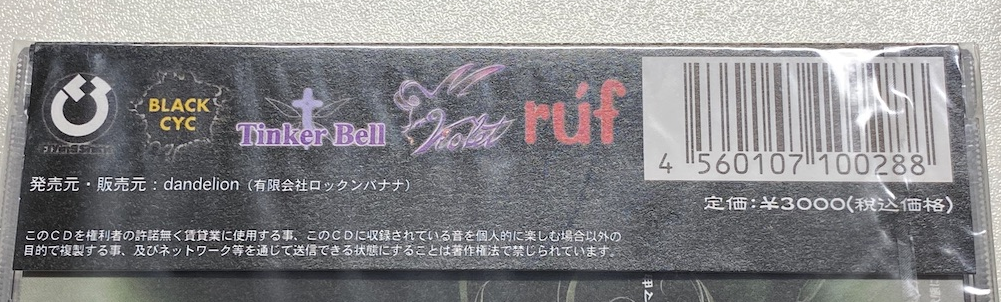 BLACK
CYC
Tinker Bell
Violet
rúf
4 560107 100288
発売元・販売元：dandelion（有限会社ロックンバナナ）
定価：¥3000(税込価格)
このＣＤを権利者の許諾無く賃貸業に使用する事、このＣＤに収録されている音を個人的に楽しむ場合以外の
目的で複製する事、及びネットワーク等を通じて送信できる状態にすることは著作権法で禁じられています。